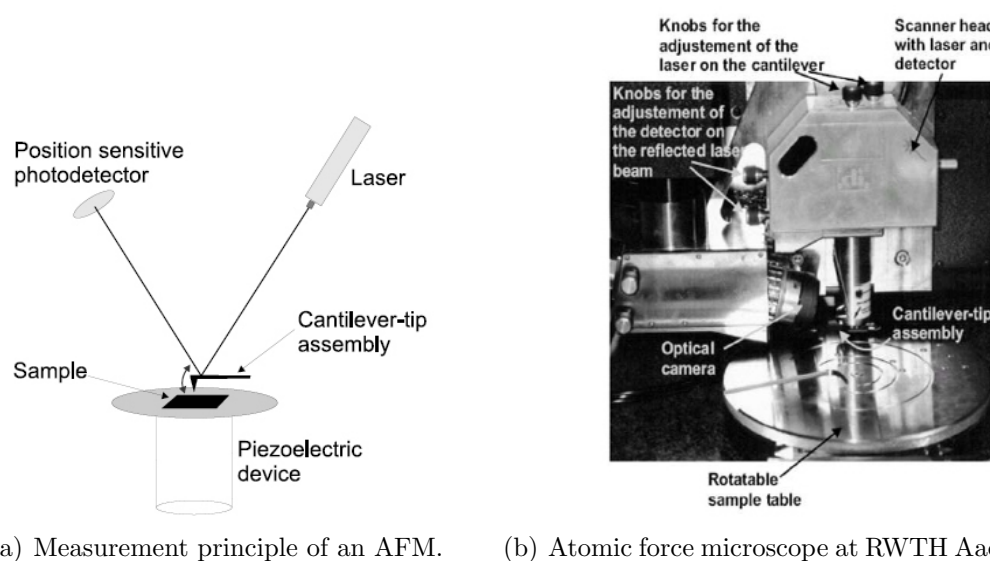 Position sensitive
photodetector
Laser
Cantilever-tip
assembly
Sample
Piezoelectric
device
a) Measurement principle of an AFM.
Knobs for the
adjustement of the
laser on the cantilever
Scanner head
with laser and
detector
Knobs for the
adjustement of
the detector on
the reflected laser
beam
Cantilever-tip
assembly
Optical
camera
Rotatable
sample table
(b) Atomic force microscope at RWTH Aac